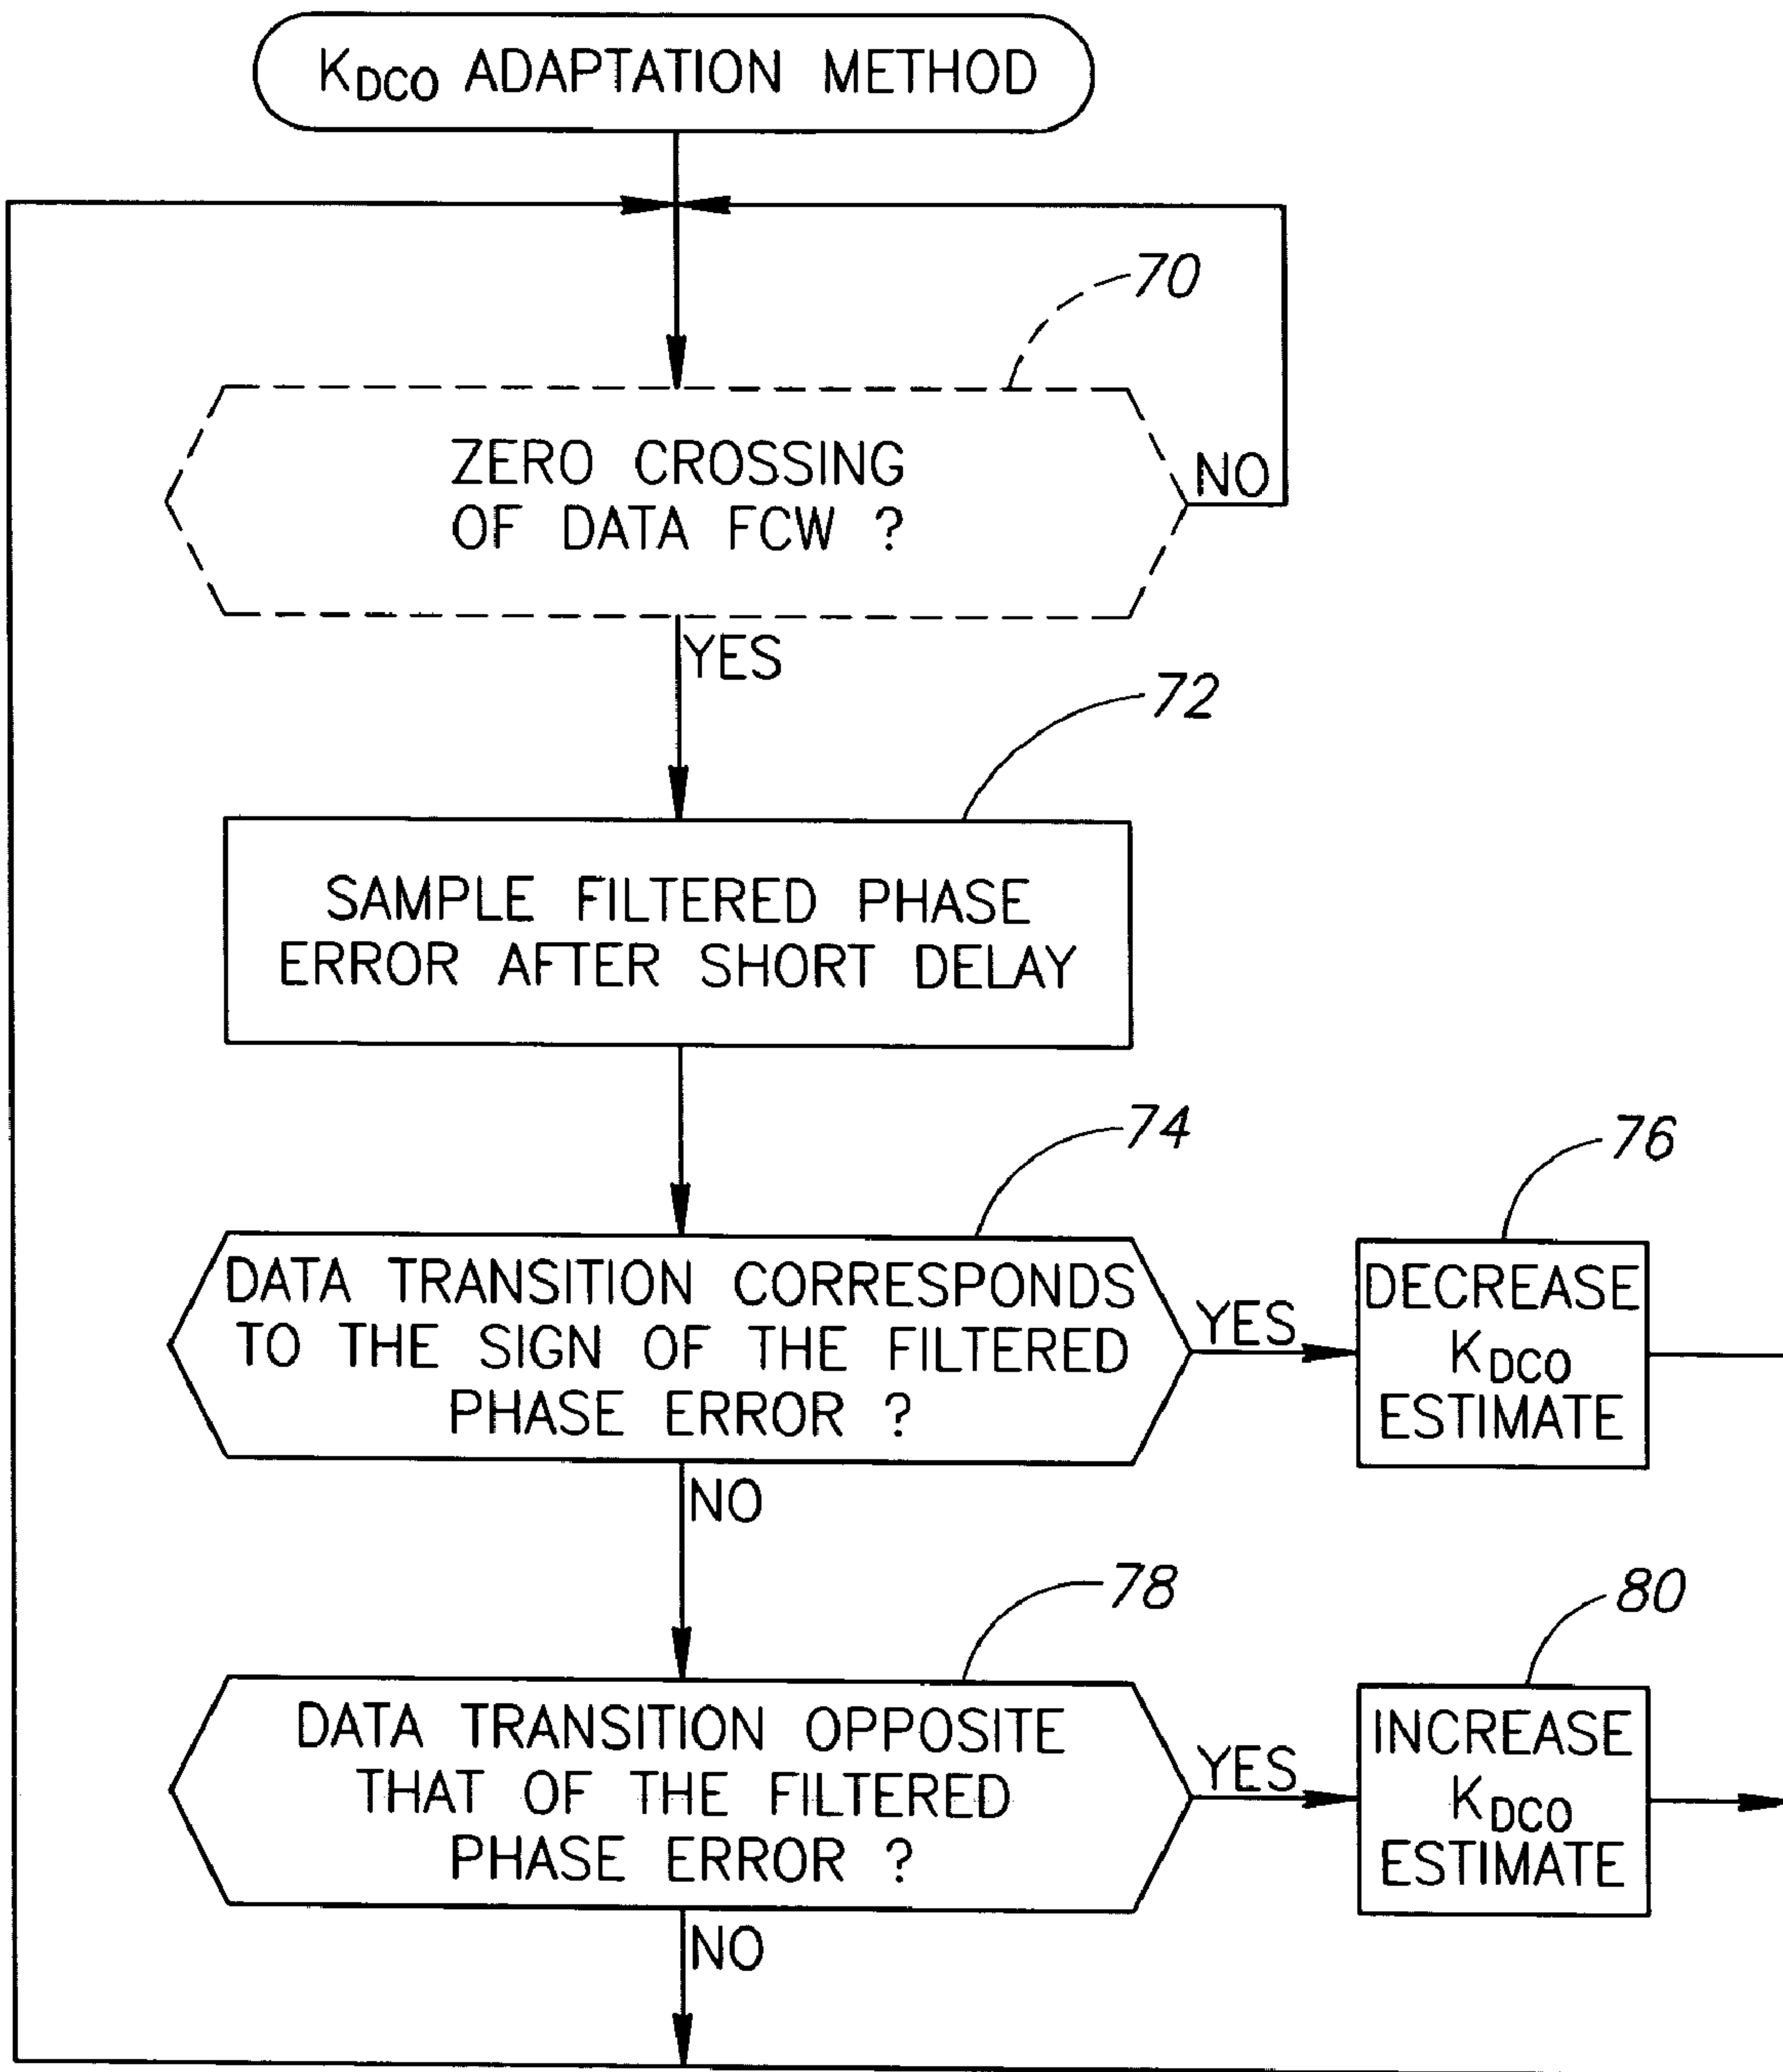 KDCO ADAPTATION METHOD
70
ZERO CROSSING
OF DATA FCW ?
NO
YES
72
SAMPLE FILTERED PHASE
ERROR AFTER SHORT DELAY
74
DATA TRANSITION CORRESPONDS
TO THE SIGN OF THE FILTERED
PHASE ERROR ?
YES
76
DECREASE
KDCO
ESTIMATE
NO
78
DATA TRANSITION OPPOSITE
THAT OF THE FILTERED
PHASE ERROR ?
YES
80
INCREASE
KDCO
ESTIMATE
NO